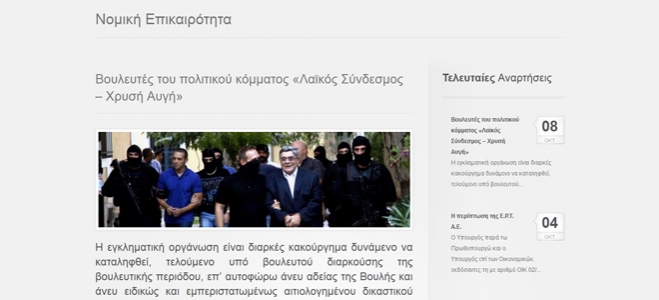 Νομική Επικαιρότητα
Βουλευτές του πολιτικού κόμματος «Λαϊκός Σύνδεσμος
– Χρυσή Αυγή»
Η εγκληματική οργάνωση είναι διαρκές κακούργημα δυνάμενο να
καταληφθεί, τελούμενο υπό βουλευτού διαρκούσης της
βουλευτικής περιόδου, επ’ αυτοφώρω άνευ αδείας της Βουλής και
άνευ ειδικώς και εμπεριστατωμένως αιτιολογημένου δικαστικού
Τελευταίες Αναρτήσεις
Βουλευτές του πολιτικού
κόμματος «Λαϊκός
Σύνδεσμος – Χρυσή
Αυγή»
08
ΟΚΤ
Η εγκληματική οργάνωση είναι διαρκές
κακούργημα δυνάμενο να καταληφθεί,
τελούμενο υπό βουλευτού...
Η περίπτωση της Ε.Ρ.Τ.
Α.Ε.
04
ΟΚΤ
Ο Υπουργός παρά τω
Πρωθυπουργώ και ο
Υπουργός επί των Οικονομικών,
εκδόσαντες τη με αριθμό ΟΙΚ 02/...